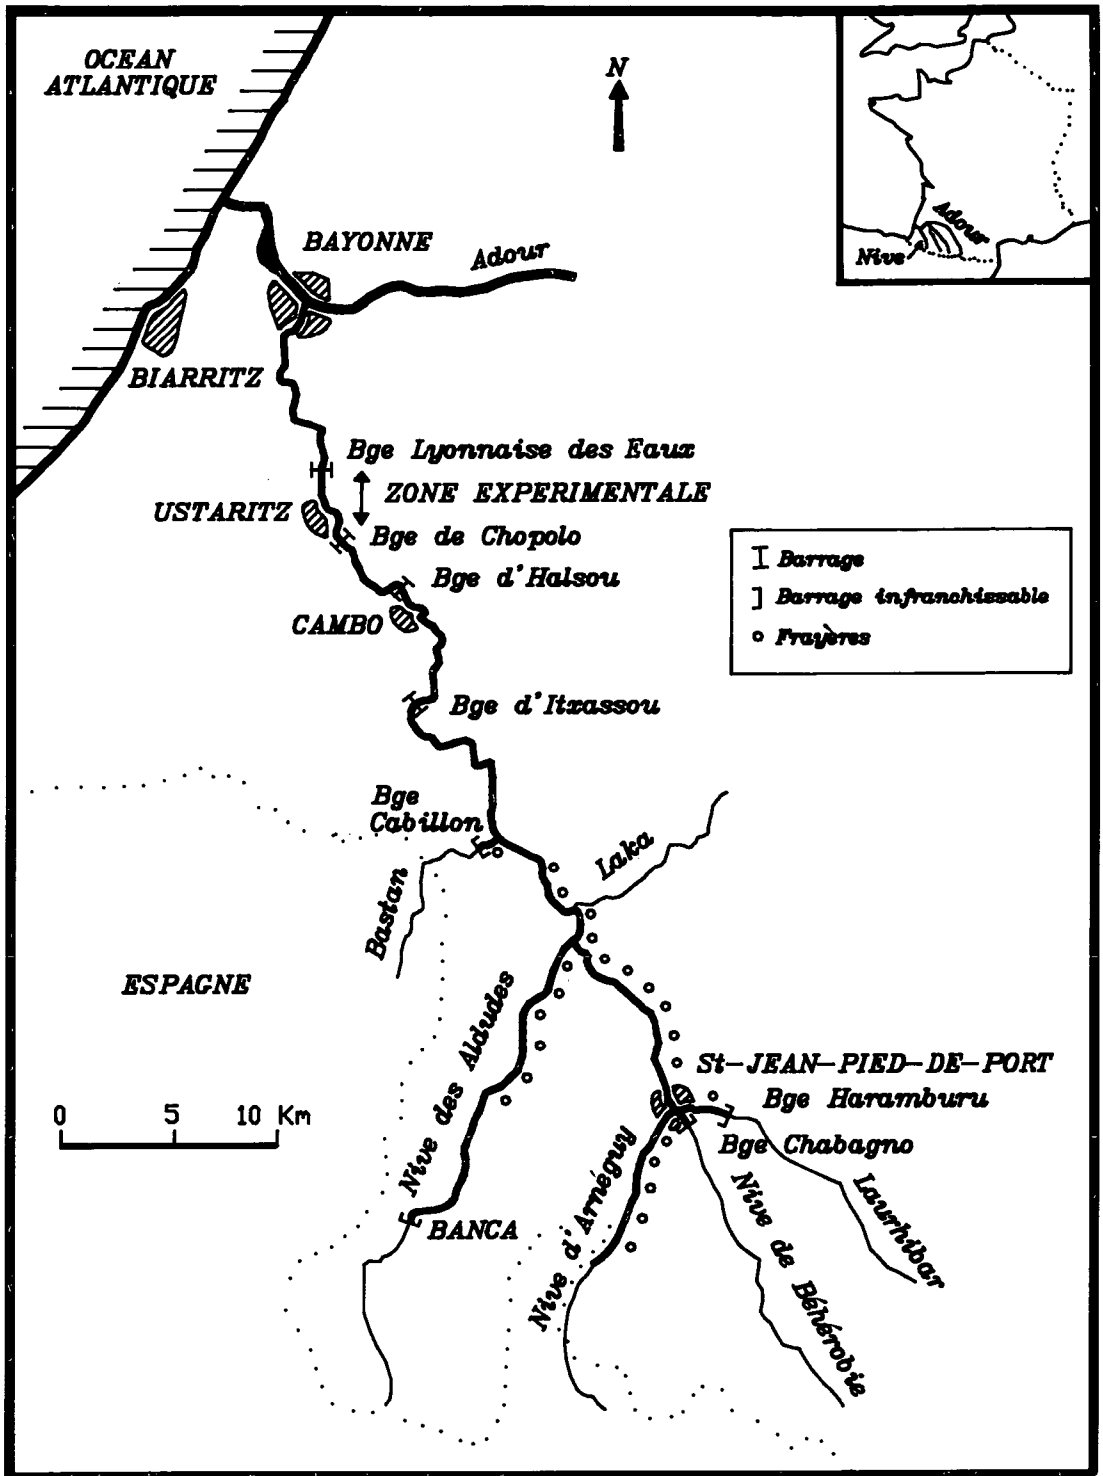 OCEAN
ATLANTIQUE
N
Adour
Nive
BAYONNE
Adour
BIARRITZ
Bge Lyonnaise des Eaux
ZONE EXPERIMENTALE
USTARITZ
Bge de Chopolo
Bge d'Halsou
CAMBO
Barrage
Barrage infranchissable
Frayères
Bge d'Itxassou
Bge
Cabillon
Laka
Bastan
ESPAGNE
Nive des Aldudes
St-JEAN-PIED-DE-PORT
Bge Haramburu
0 5 10 Km
Bge Chabagno
Nive d'Arnéguy
Nive de Béhérobie
Laurhibar
BANCA